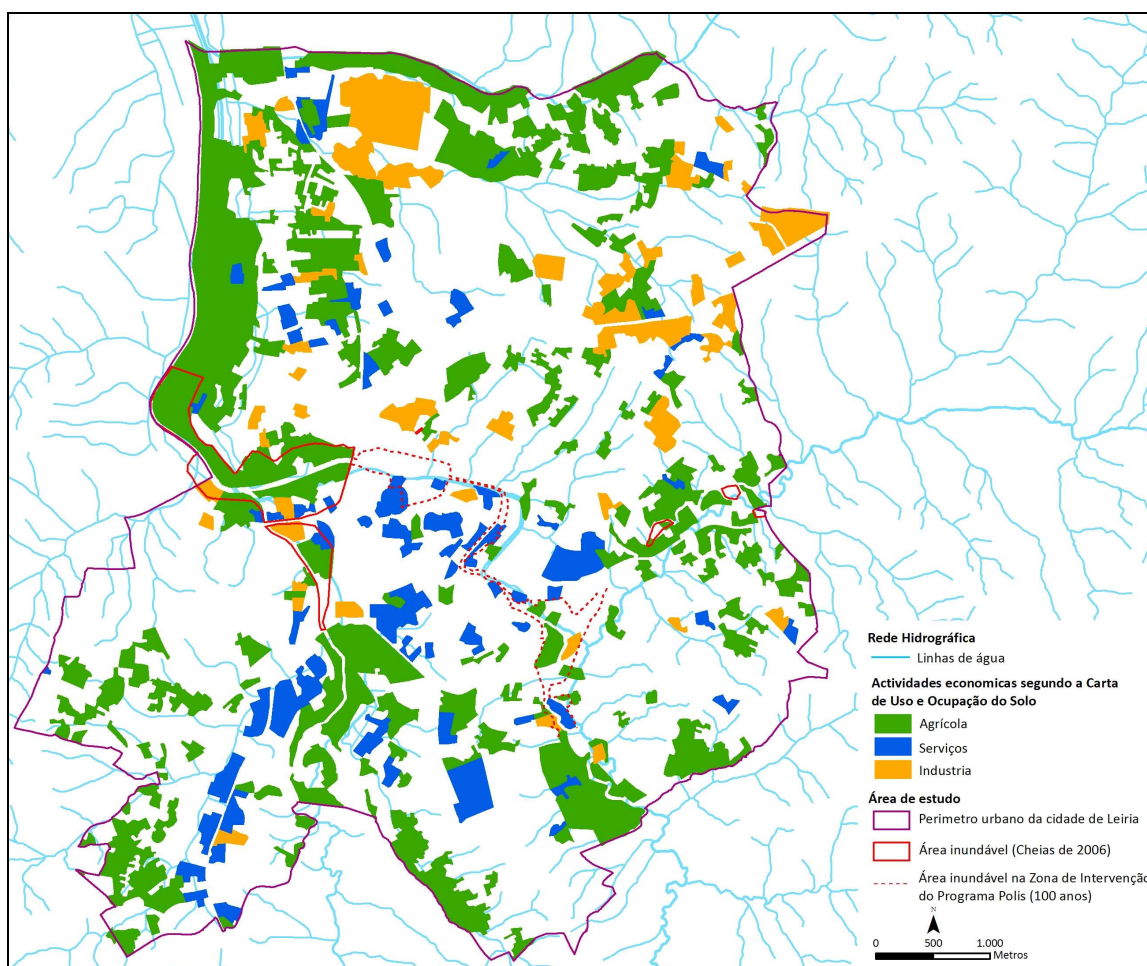 Rede Hidrográfica
Linhas de água
Actividades economicas segundo a Carta
de Uso e Ocupação do Solo
Agrícola
Serviços
Industria
Área de estudo
Perimetro urbano da cidade de Leiria
Área inundável (Cheias de 2006)
Área inundável na Zona de Intervenção
do Programa Polis (100 anos)
N
0 500 1.000
Metros